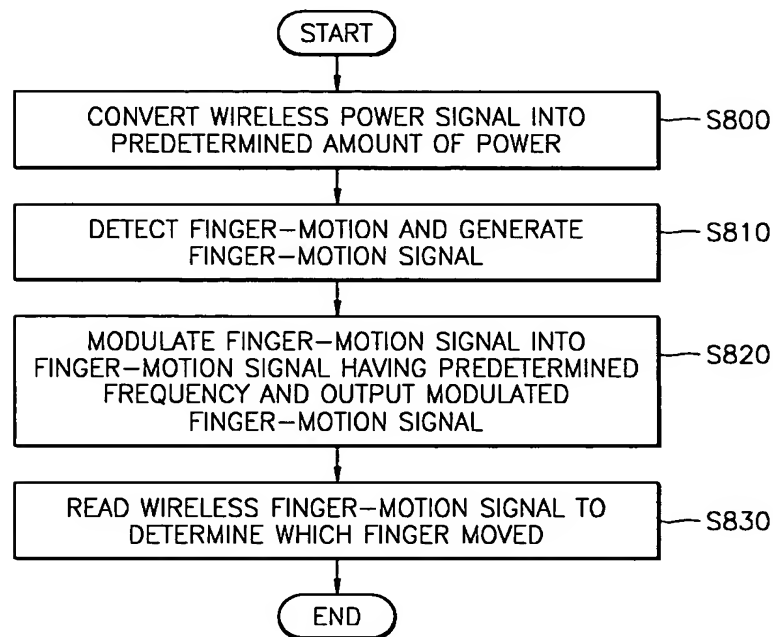 START
CONVERT WIRELESS POWER SIGNAL INTO
PREDETERMINED AMOUNT OF POWER
S800
DETECT FINGER-MOTION AND GENERATE
FINGER-MOTION SIGNAL
S810
MODULATE FINGER-MOTION SIGNAL INTO
FINGER-MOTION SIGNAL HAVING PREDETERMINED
FREQUENCY AND OUTPUT MODULATED
FINGER-MOTION SIGNAL
S820
READ WIRELESS FINGER-MOTION SIGNAL TO
DETERMINE WHICH FINGER MOVED
S830
END